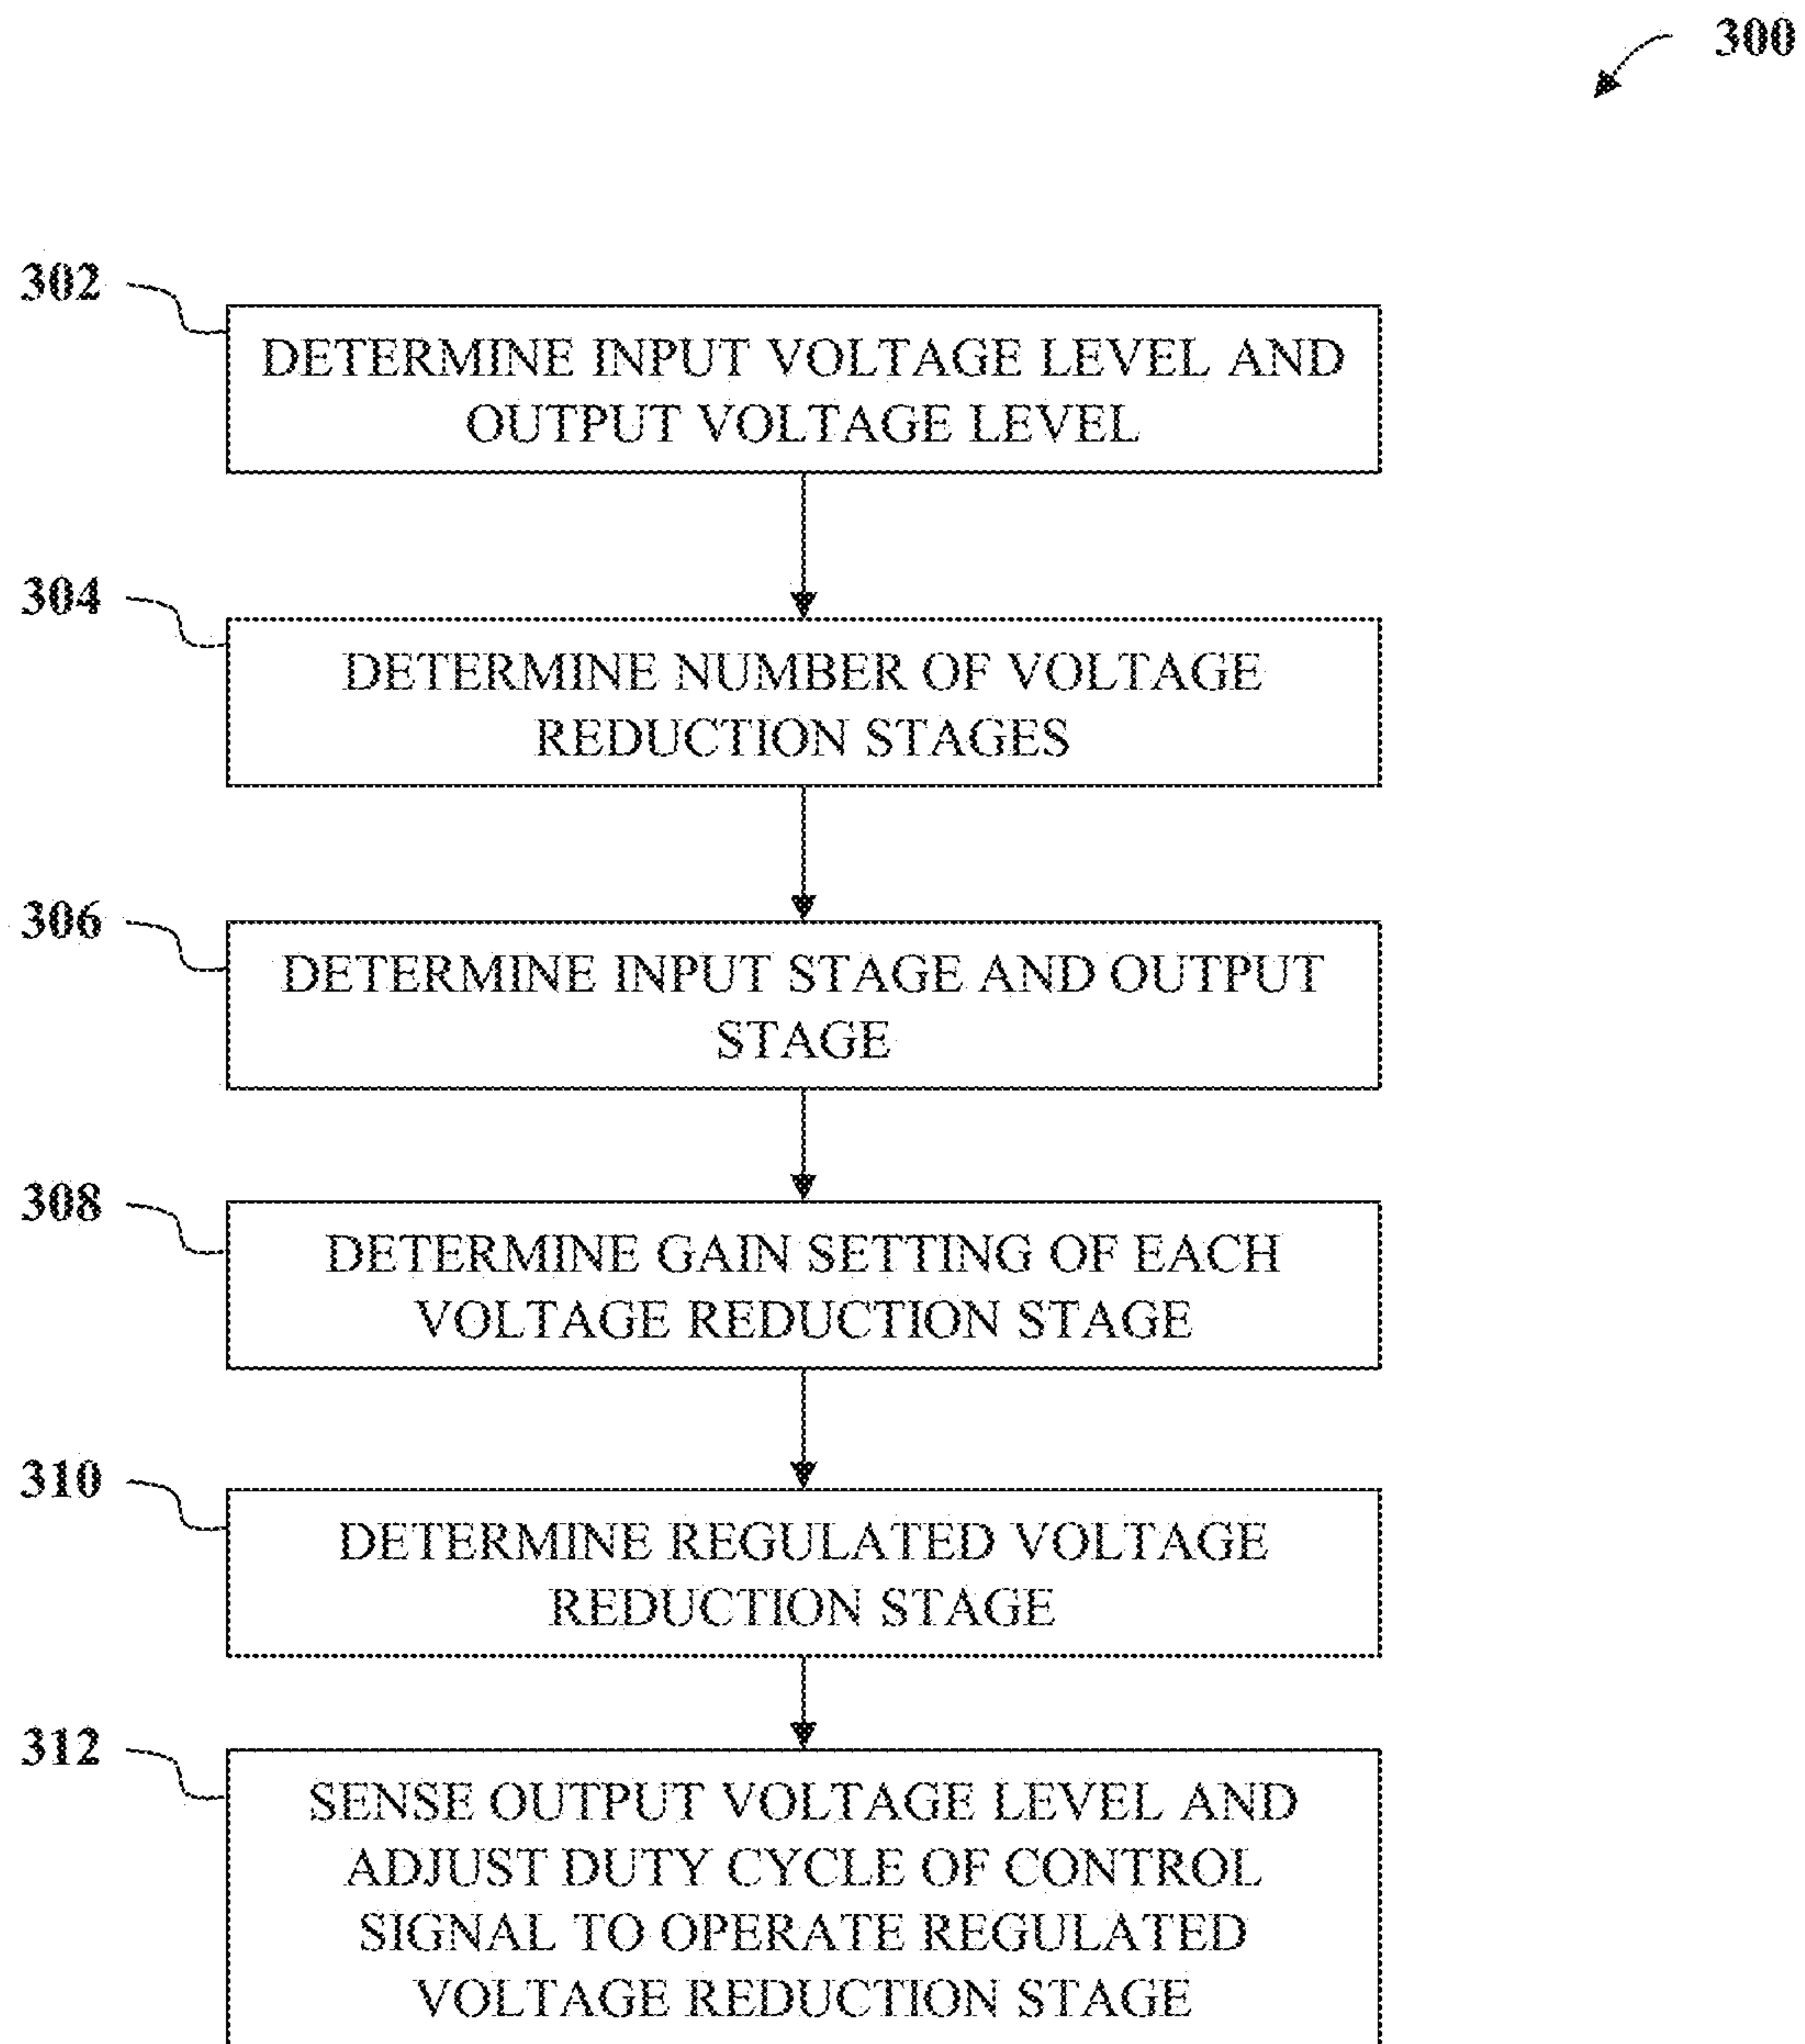 300
302
DETERMINE INPUT VOLTAGE LEVEL AND
OUTPUT VOLTAGE LEVEL
304
DETERMINE NUMBER OF VOLTAGE
REDUCTION STAGES
306
DETERMINE INPUT STAGE AND OUTPUT
STAGE
308
DETERMINE GAIN SETTING OF EACH
VOLTAGE REDUCTION STAGE
310
DETERMINE REGULATED VOLTAGE
REDUCTION STAGE
312
SENSE OUTPUT VOLTAGE LEVEL AND
ADJUST DUTY CYCLE OF CONTROL
SIGNAL TO OPERATE REGULATED
VOLTAGE REDUCTION STAGE